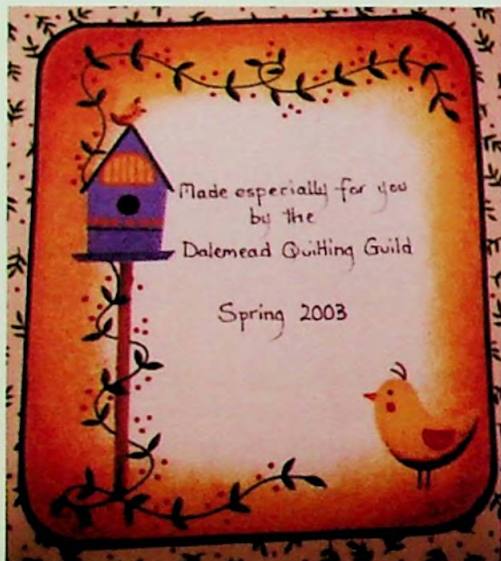 Made especially for you
by the
Dalemead Quilting Guild
Spring 2003